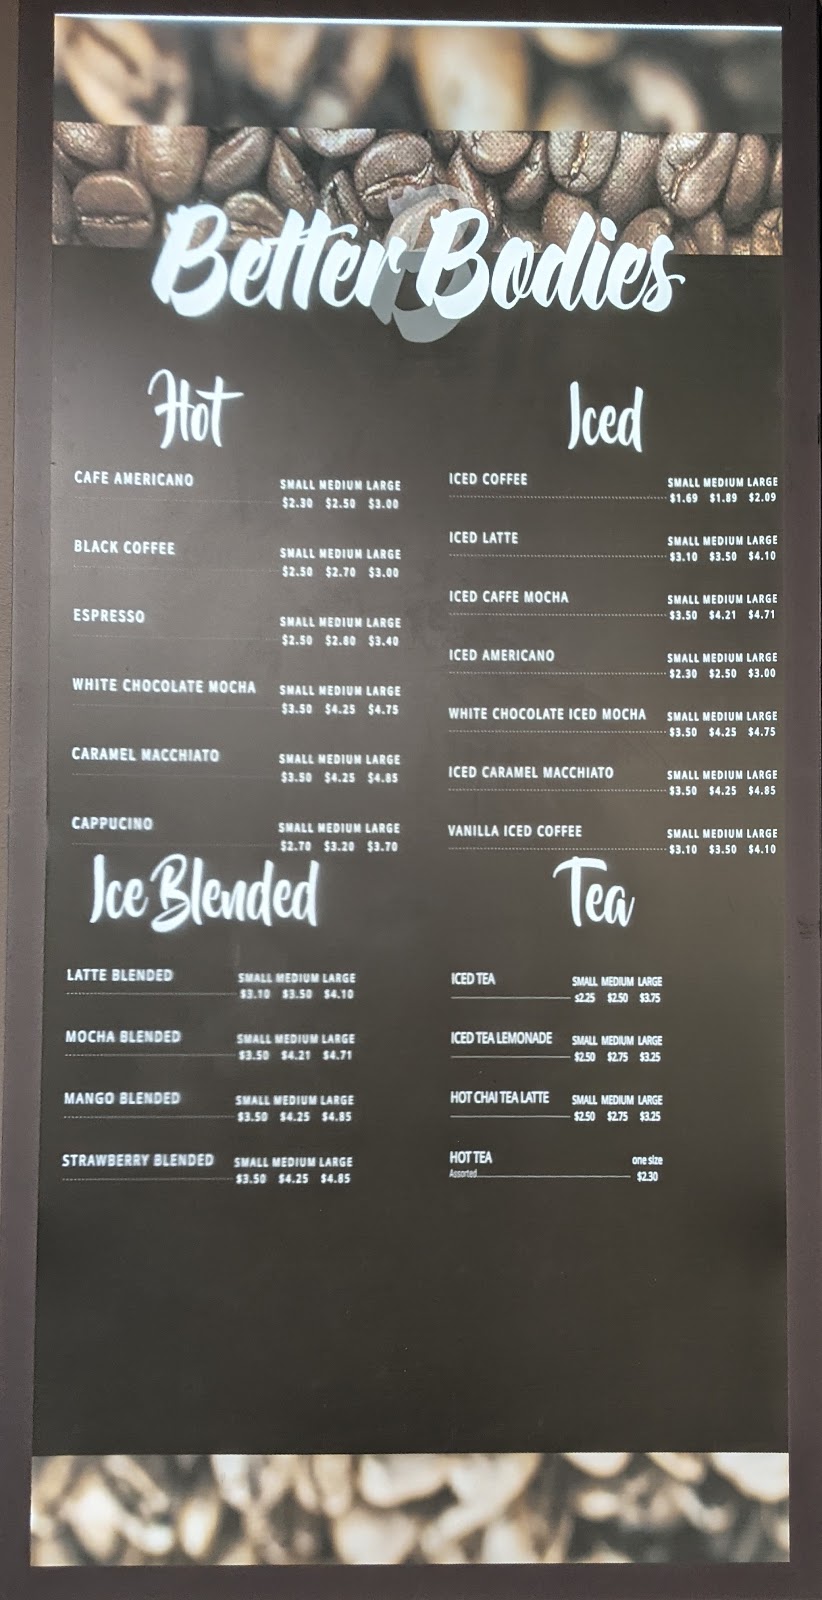 Better Bodies
Hot
CAFE AMERICANO
SMALL MEDIUM LARGE
$2.30 $2.50 $3.00
BLACK COFFEE
SMALL MEDIUM LARGE
$2.50 $2.70 $3.00
ESPRESSO
SMALL MEDIUM LARGE
$2.50 $2.80 $3.40
WHITE CHOCOLATE MOCHA
SMALL MEDIUM LARGE
$3.50 $4.25 $4.75
CARAMEL MACCHIATO
SMALL MEDIUM LARGE
$3.50 $4.25 $4.85
CAPPUCINO
SMALL MEDIUM LARGE
$2.70 $3.20 $3.70
Iced
ICED COFFEE
SMALL MEDIUM LARGE
$1.69 $1.89 $2.09
ICED LATTE
SMALL MEDIUM LARGE
$3.10 $3.50 $4.10
ICED CAFFE MOCHA
SMALL MEDIUM LARGE
$3.50 $4.21 $4.71
ICED AMERICANO
SMALL MEDIUM LARGE
$2.30 $2.50 $3.00
WHITE CHOCOLATE ICED MOCHA
SMALL MEDIUM LARGE
$3.50 $4.25 $4.75
ICED CARAMEL MACCHIATO
SMALL MEDIUM LARGE
$3.50 $4.25 $4.85
VANILLA ICED COFFEE
SMALL MEDIUM LARGE
$3.10 $3.50 $4.10
Ice Blended
LATTE BLENDED
SMALL MEDIUM LARGE
$3.10 $3.50 $4.10
MOCHA BLENDED
SMALL MEDIUM LARGE
$3.50 $4.21 $4.71
MANGO BLENDED
SMALL MEDIUM LARGE
$3.50 $4.25 $4.85
STRAWBERRY BLENDED
SMALL MEDIUM LARGE
$3.50 $4.25 $4.85
Tea
ICED TEA
SMALL MEDIUM LARGE
s2.25 $2.50 $3.75
ICED TEA LEMONADE
SMALL MEDIUM LARGE
$2.50 $2.75 $3.25
HOT CHAI TEA LATTE
SMALL MEDIUM LARGE
$2.50 $2.75 $3.25
HOT TEA
one size
Assorted
$2.30